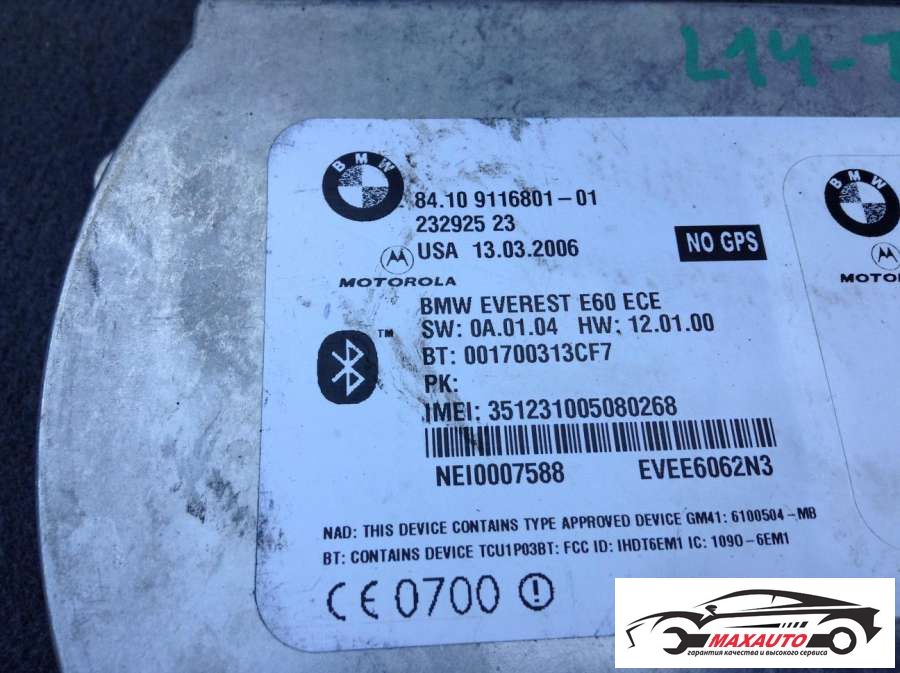 L14-T
BMW
84.10 9116801-01
232925 23
USA 13.03.2006
NO GPS
MOTOROLA
BMW EVEREST E60 ECE
SW: 0A.01.04 HW: 12.01.00
TM
BT: 001700313CF7
PK:
IMEI: 351231005080268
NEI0007588 EVEE6062N3
NAD: THIS DEVICE CONTAINS TYPE APPROVED DEVICE GM41: 6100504-MB
BT: CONTAINS DEVICE TCU1P03BT: FCC ID: IHDT6EM1 IC: 1090-6EM1
CE 0700
BMW
MOTO
MAXAUTO
гарантия качества и высокого сервиса